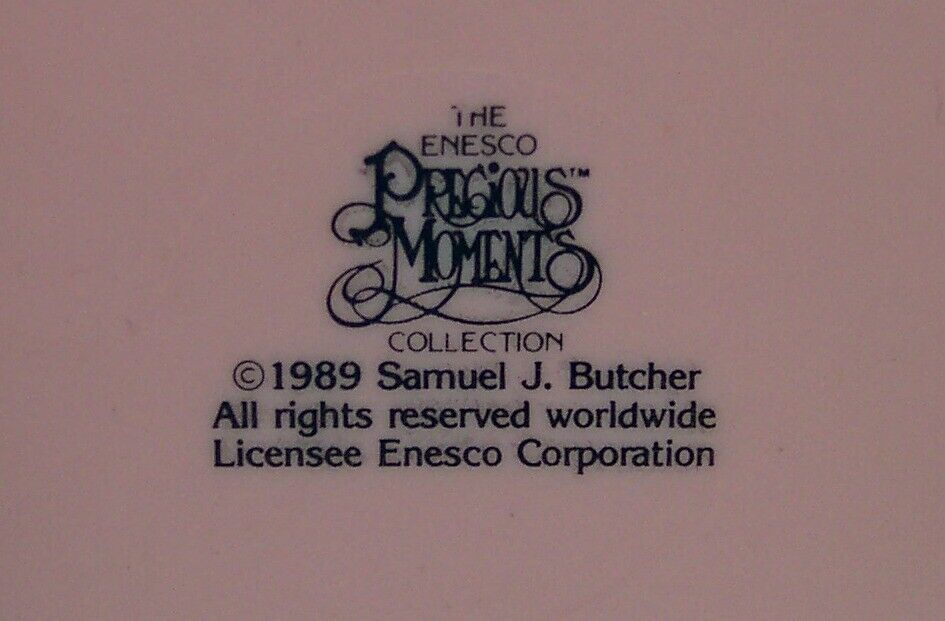 THE
ENESCO
PRECIOUS™
MOMENTS
COLLECTION
©1989 Samuel J. Butcher
All rights reserved worldwide
Licensee Enesco Corporation